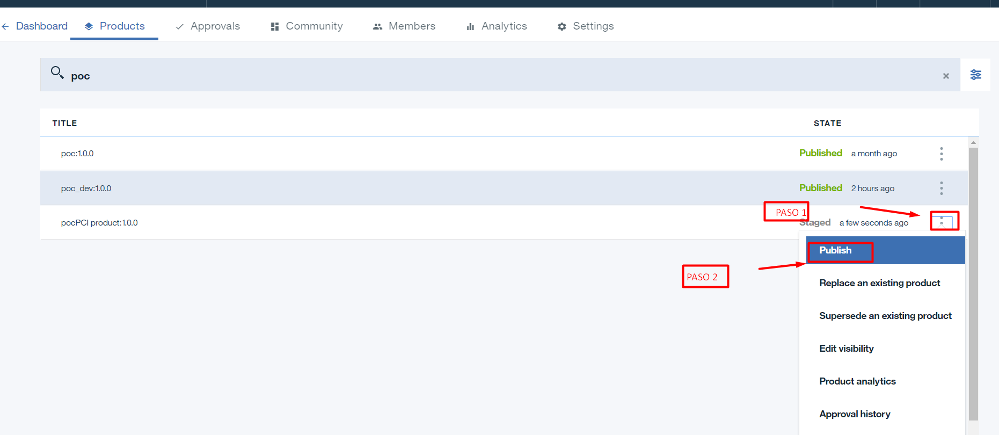 Dashboard Products Approvals Community Members Analytics Settings
poc
TITLE STATE
poc:1.0.0 Published a month ago
poc_dev:1.0.0 Published 2 hours ago
PASO 1
pocPCI product:1.0.0 Staged a few seconds ago
Publish
PASO 2
Replace an existing product
Supersede an existing product
Edit visibility
Product analytics
Approval history